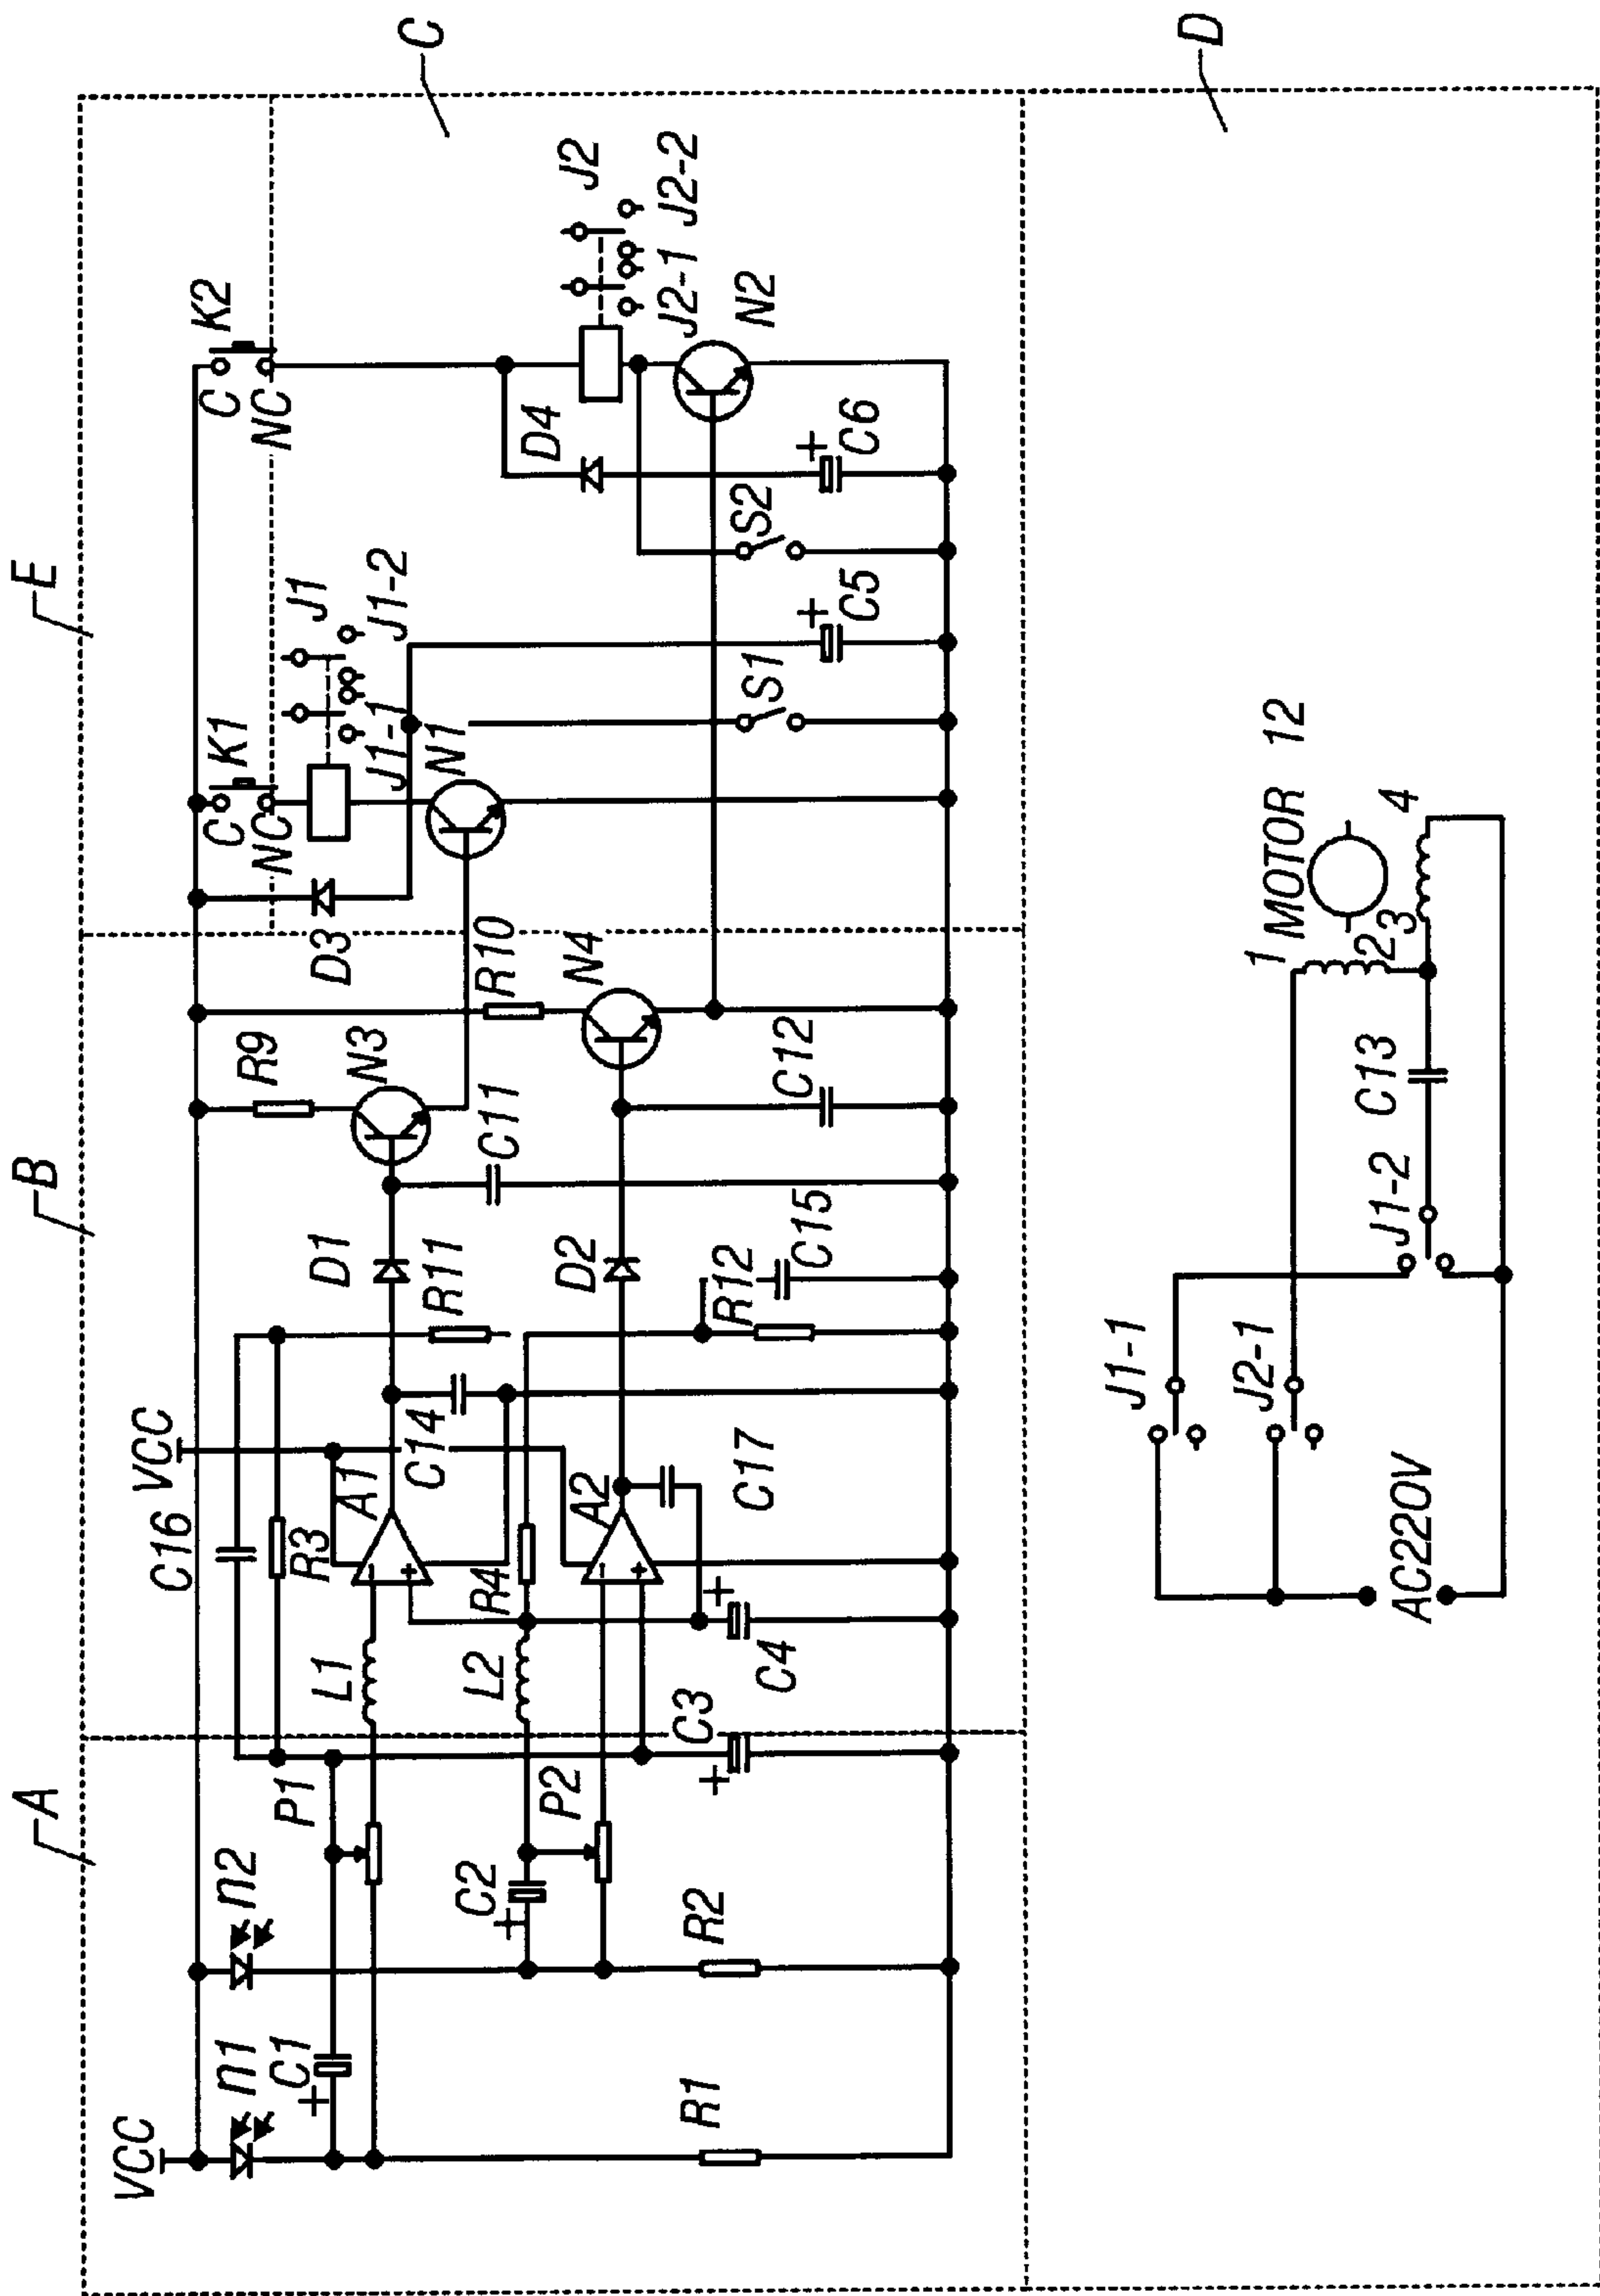 A
B
E
C
D
VCC
n1
C1
+
R1
n2
C2
+
R2
P1
P2
C3
+
L1
L2
C4
+
C16
R3
R4
VCC
A1
-
+
A2
-
+
C14
C17
R11
R12
C15
D1
D2
C11
C12
R9
N3
R10
N4
D3
K1
C
NC
J1
J1-1
J1-2
N1
S1
C5
+
S2
C6
+
D4
K2
C
NC
J2
J2-1
J2-2
N2
AC220V
J1-1
J2-1
J1-2
C13
MOTOR 12
1
2
3
4